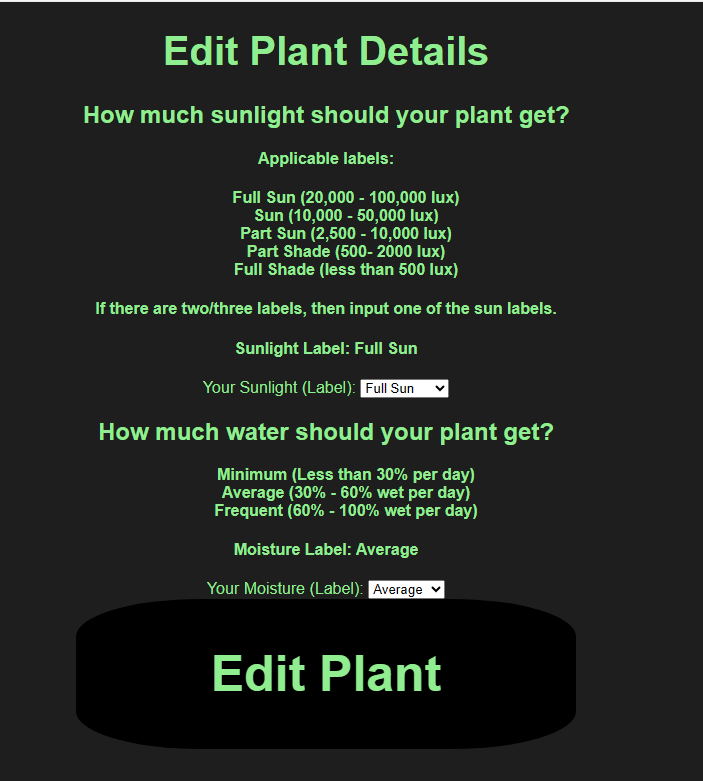 Edit Plant Details
How much sunlight should your plant get?
Applicable labels:
Full Sun (20,000 - 100,000 lux)
Sun (10,000 - 50,000 lux)
Part Sun (2,500 - 10,000 lux)
Part Shade (500- 2000 lux)
Full Shade (less than 500 lux)
If there are two/three labels, then input one of the sun labels.
Sunlight Label: Full Sun
Your Sunlight (Label): Full Sun
How much water should your plant get?
Minimum (Less than 30% per day)
Average (30% - 60% wet per day)
Frequent (60% - 100% wet per day)
Moisture Label: Average
Your Moisture (Label): Average
Edit Plant